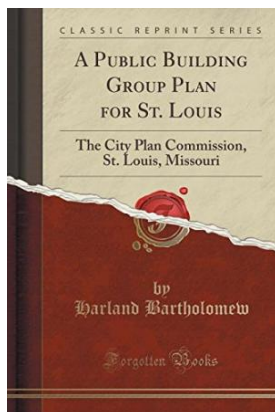 CLASSIC REPRINT SERIES
A PUBLIC BUILDING
GROUP PLAN
FOR ST. LOUIS
The City Plan Commission,
St. Louis, Missouri
by
Harland Bartholomew
Forgotten Books